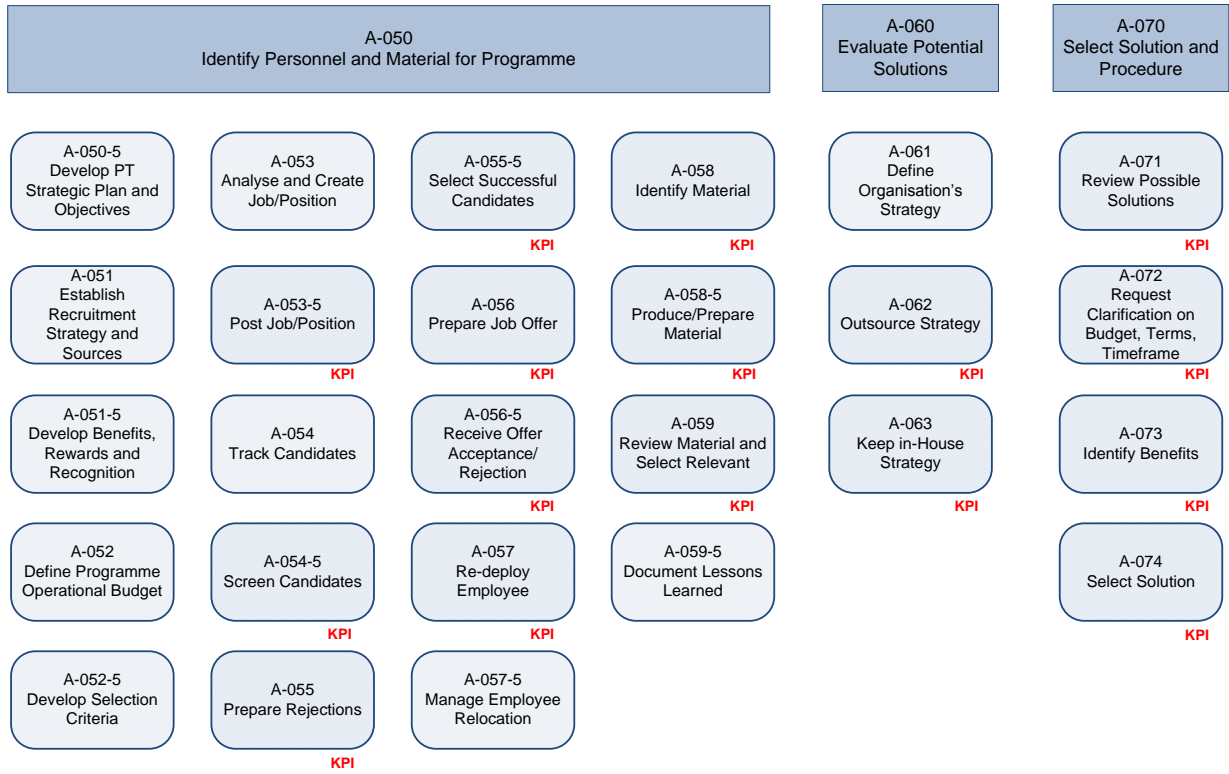 A-050
Identify Personnel and Material for Programme
A-060
Evaluate Potential
Solutions
A-070
Select Solution and
Procedure
A-050-5
Develop PT
Strategic Plan and
Objectives
A-053
Analyse and Create
Job/Position
A-055-5
Select Successful
Candidates
KPI
A-058
Identify Material
KPI
A-061
Define
Organisation's
Strategy
A-071
Review Possible
Solutions
KPI
A-051
Establish
Recruitment
Strategy and
Sources
A-053-5
Post Job/Position
KPI
A-056
Prepare Job Offer
KPI
A-058-5
Produce/Prepare
Material
KPI
A-062
Outsource Strategy
KPI
A-072
Request
Clarification on
Budget, Terms,
Timeframe
KPI
A-051-5
Develop Benefits,
Rewards and
Recognition
A-054
Track Candidates
A-056-5
Receive Offer
Acceptance/
Rejection
KPI
A-059
Review Material and
Select Relevant
KPI
A-063
Keep in-House
Strategy
KPI
A-073
Identify Benefits
KPI
A-052
Define Programme
Operational Budget
A-054-5
Screen Candidates
KPI
A-057
Re-deploy
Employee
KPI
A-059-5
Document Lessons
Learned
A-074
Select Solution
KPI
A-052-5
Develop Selection
Criteria
A-055
Prepare Rejections
KPI
A-057-5
Manage Employee
Relocation